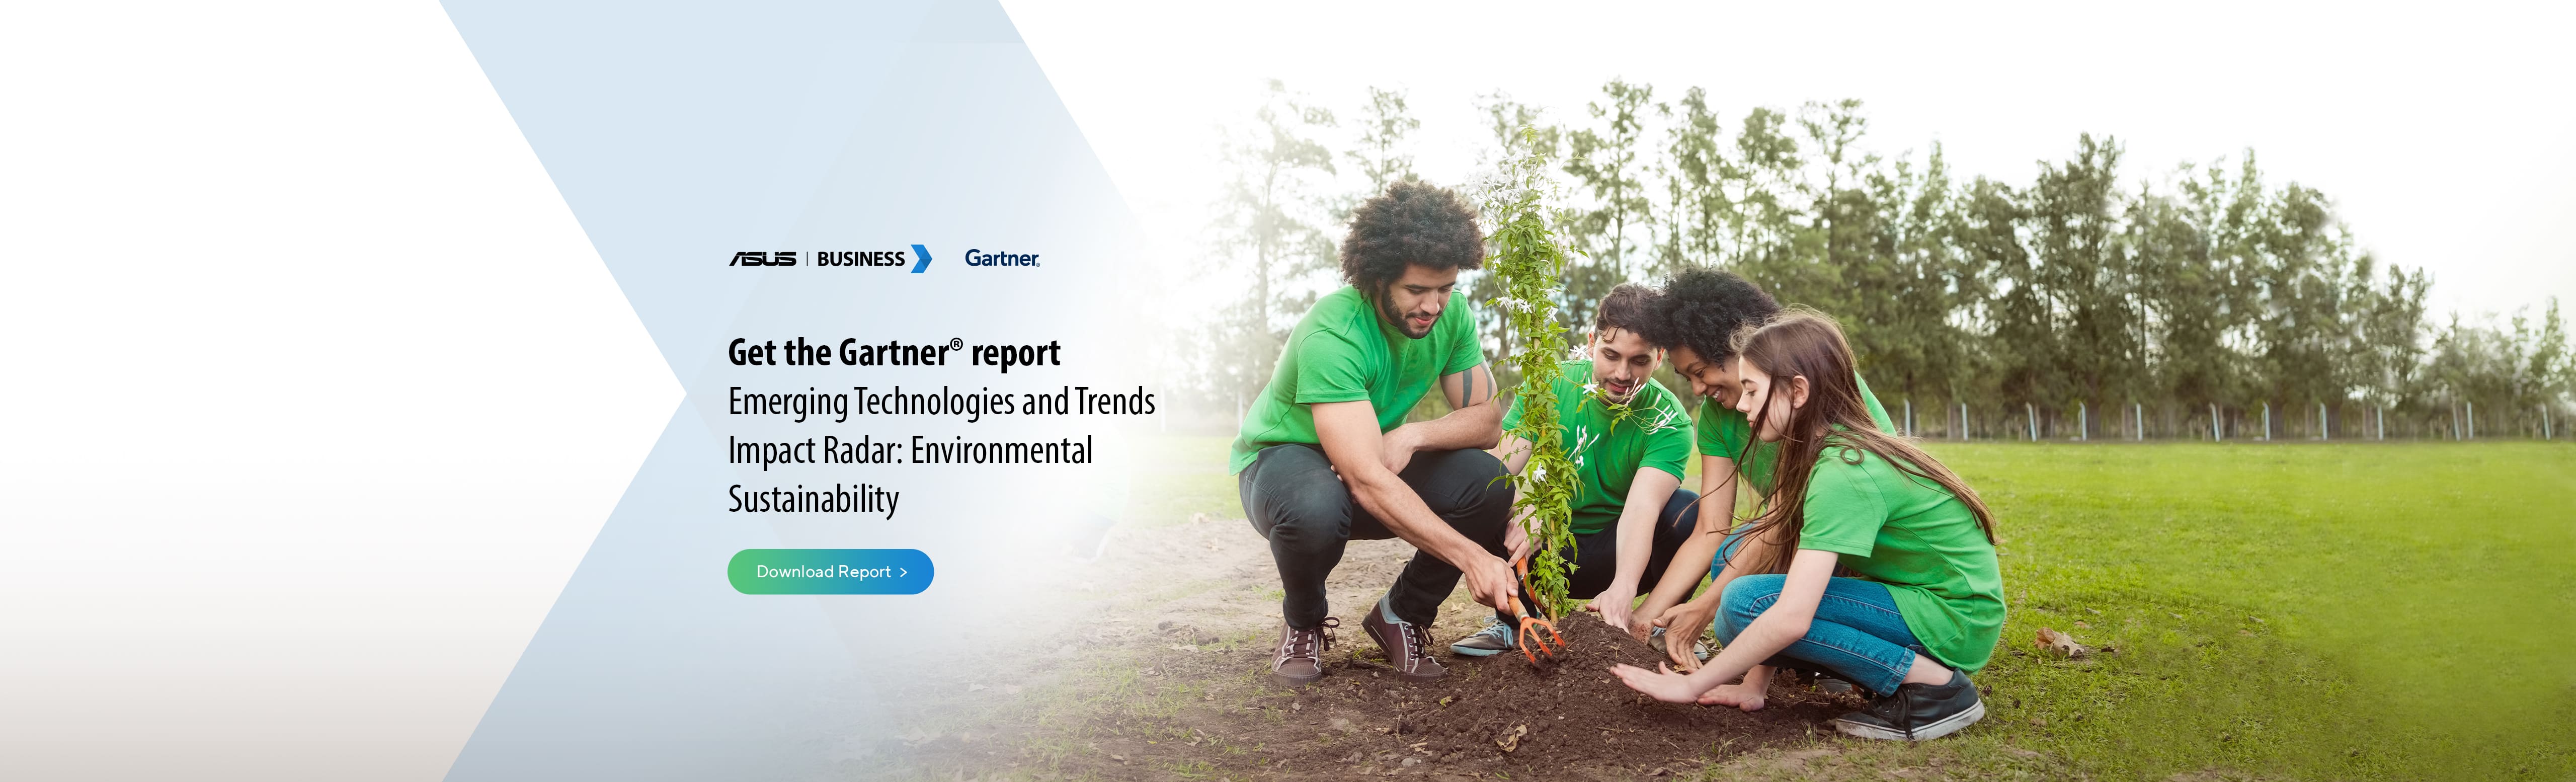 ASUS | BUSINESS Gartner®
Get the Gartner® report
Emerging Technologies and Trends
Impact Radar: Environmental
Sustainability
Download Report >